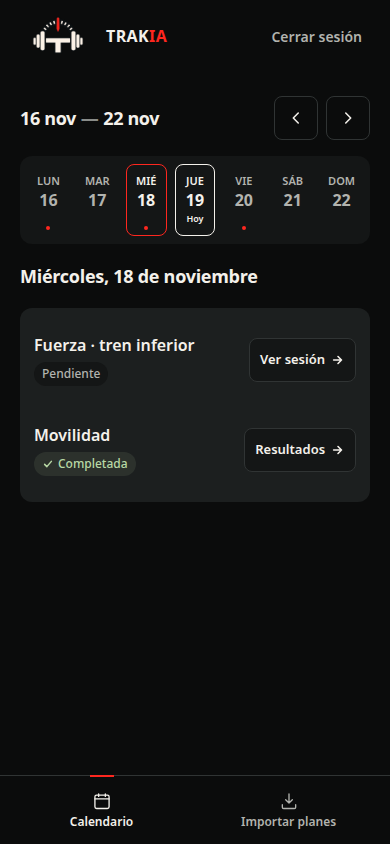 TRAKIA
Cerrar sesión
16 nov — 22 nov
LUN MAR MIÉ JUE VIE SÁB DOM
16 17 18 19 20 21 22
Hoy
Miércoles, 18 de noviembre
Fuerza · tren inferior
Pendiente
Ver sesión →
Movilidad
✓ Completada
Resultados →
Calendario
Importar planes